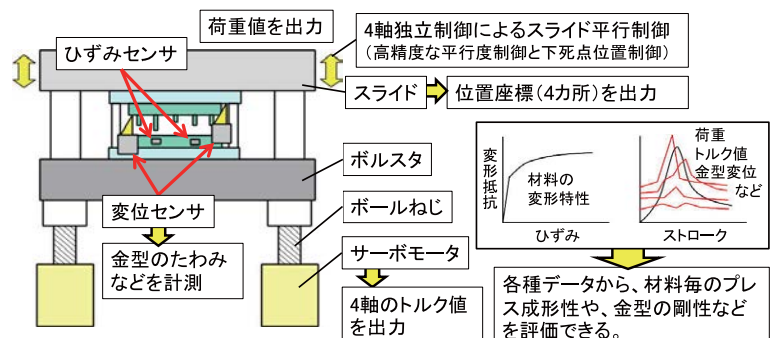 荷重値を出力
ひずみセンサ
4軸独立制御によるスライド平行制御
(高精度な平行度制御と下死点位置制御)
スライド
位置座標(4カ所)を出力
ボルスタ
変位センサ
金型のたわみ
などを計測
ボールねじ
サーボモータ
4軸のトルク値
を出力
変形抵抗
材料の
変形特性
ひずみ
荷重
トルク値
金型変位
など
ストローク
各種データから、材料毎のプレ
ス成形性や、金型の剛性など
を評価できる。